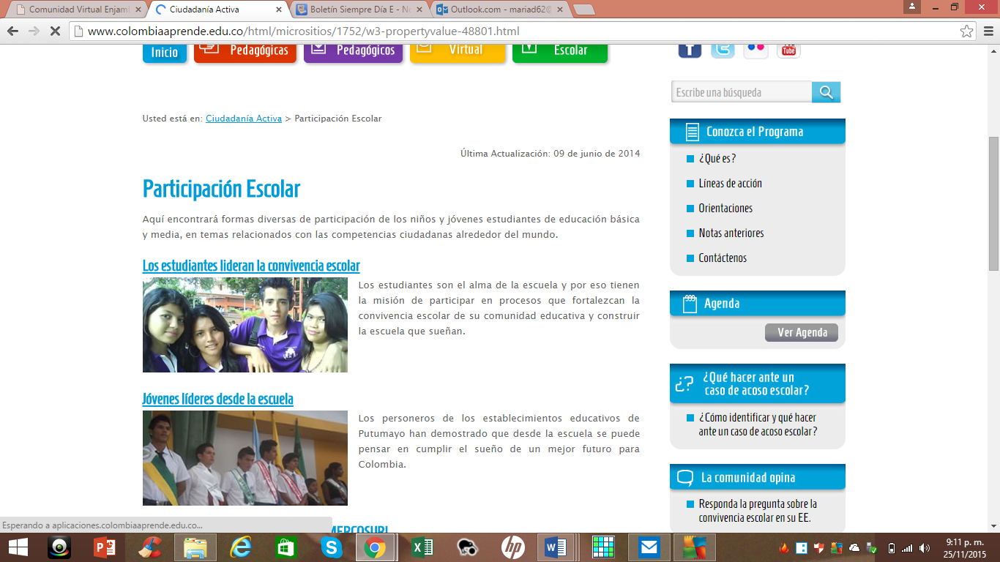 Comunidad Virtual Enjam
Ciudadanía Activa
Boletín Siempre Día E - No
Outlook.com - mariad62@
www.colombiaaprende.edu.co/html/micrositios/1752/w3-propertyvalue-48801.html
Inicio
Pedagógicas
Pedagógicos
Virtual
Escolar
You Tube
Escribe una búsqueda
Usted está en: Ciudadanía Activa > Participación Escolar
Última Actualización: 09 de junio de 2014
Participación Escolar
Aquí encontrará formas diversas de participación de los niños y jóvenes estudiantes de educación básica
y media, en temas relacionados con las competencias ciudadanas alrededor del mundo.
Los estudiantes lideran la convivencia escolar
Los estudiantes son el alma de la escuela y por eso tienen
la misión de participar en procesos que fortalezcan la
convivencia escolar de su comunidad educativa y construir
la escuela que sueñan.
Jóvenes líderes desde la escuela
Los personeros de los establecimientos educativos de
Putumayo han demostrado que desde la escuela se puede
pensar en cumplir el sueño de un mejor futuro para
Colombia.
MERCOSUR!
Conozca el Programa
¿Qué es?
Líneas de acción
Orientaciones
Notas anteriores
Contáctenos
Agenda
Ver Agenda
¿Qué hacer ante un
caso de acoso escolar?
¿Cómo identificar y qué hacer
ante un caso de acoso escolar?
La comunidad opina
Responda la pregunta sobre la
convivencia escolar en su EE.
Esperando a aplicaciones.colombiaaprende.edu.co...
9:11 p. m.
25/11/2015